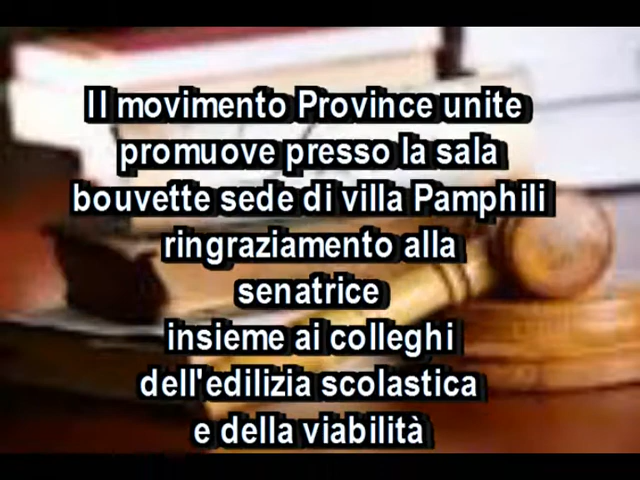 Il movimento Province unite
promuove presso la sala
bouvette sede di villa Pamphili
ringraziamento alla
senatrice
insieme ai colleghi
dell'edilizia scolastica
e della viabilità